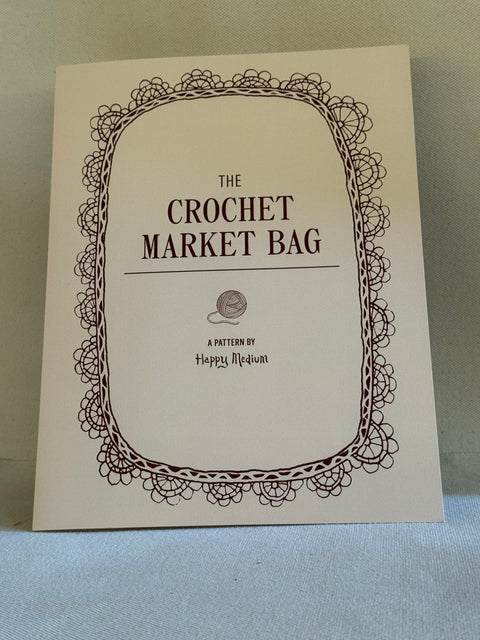 THE
CROCHET
MARKET BAG
A PATTERN BY
Happy Medium